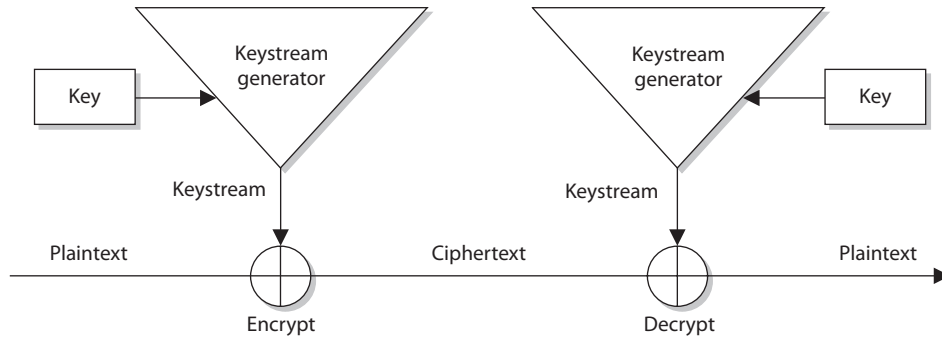 Keystream
generator
Keystream
generator
Key
Key
Keystream
Keystream
Plaintext
Ciphertext
Plaintext
Encrypt
Decrypt